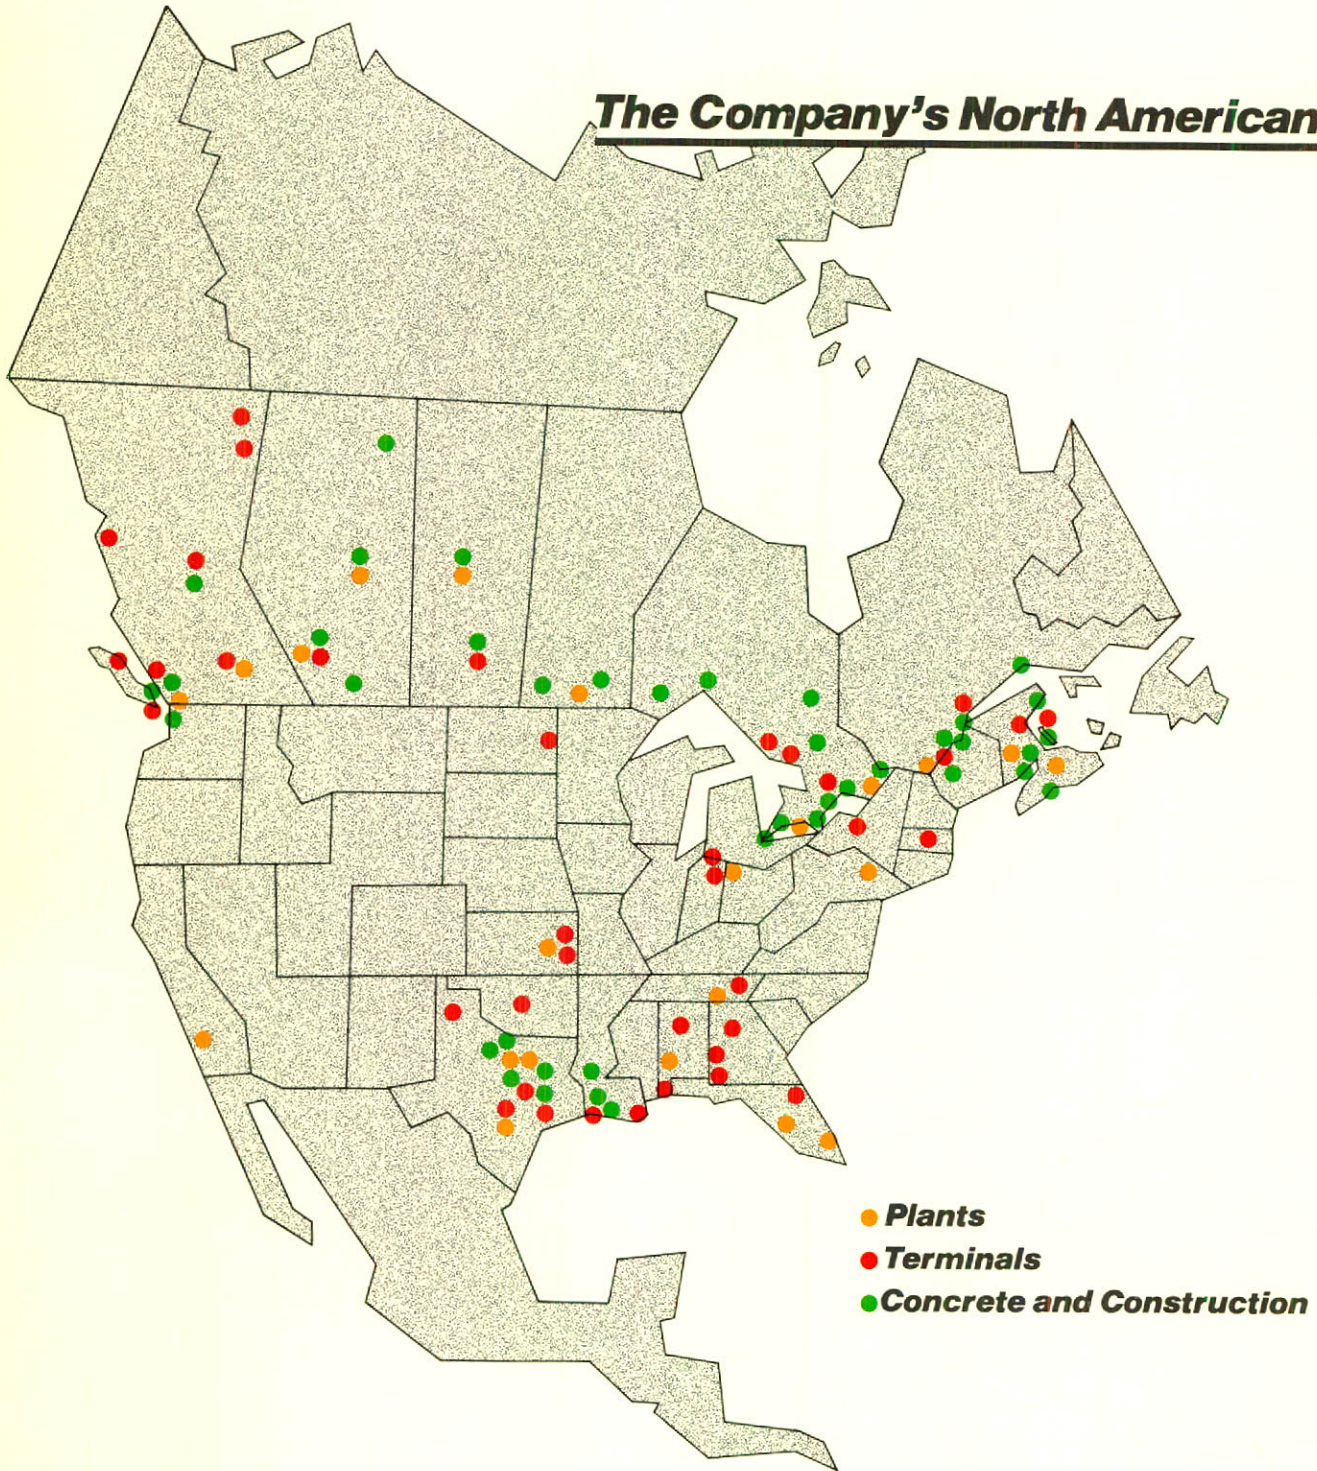 The Company's North American
Plants
Terminals
Concrete and Construction